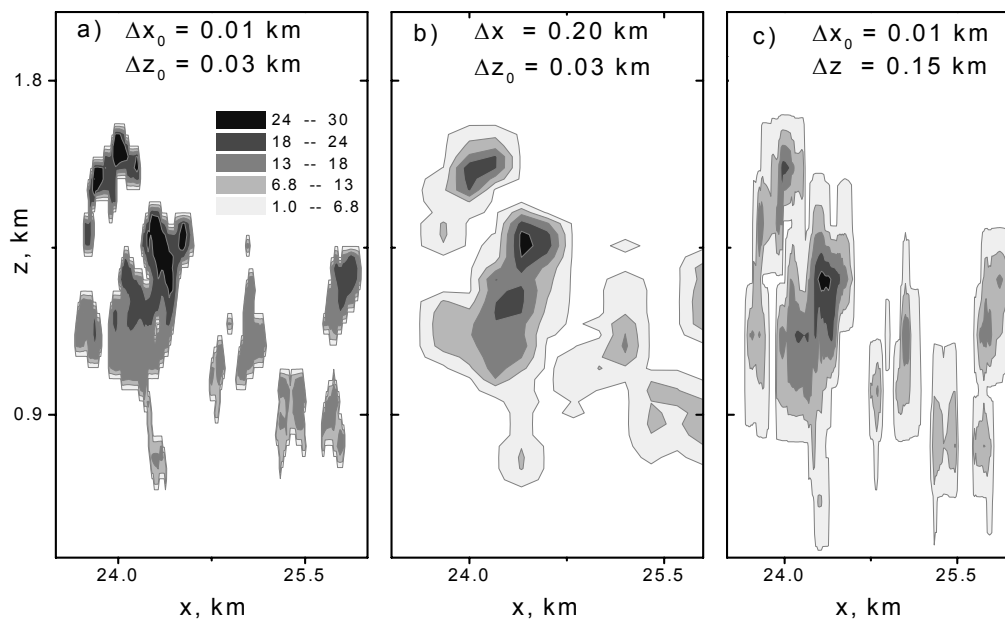 a)
Δx₀ = 0.01 km
Δz₀ = 0.03 km
b)
Δx = 0.20 km
Δz₀ = 0.03 km
c)
Δx₀ = 0.01 km
Δz = 0.15 km
1.8
0.9
z, km
24 -- 30
18 -- 24
13 -- 18
6.8 -- 13
1.0 -- 6.8
24.0 25.5
24.0 25.5
24.0 25.5
x, km
x, km
x, km